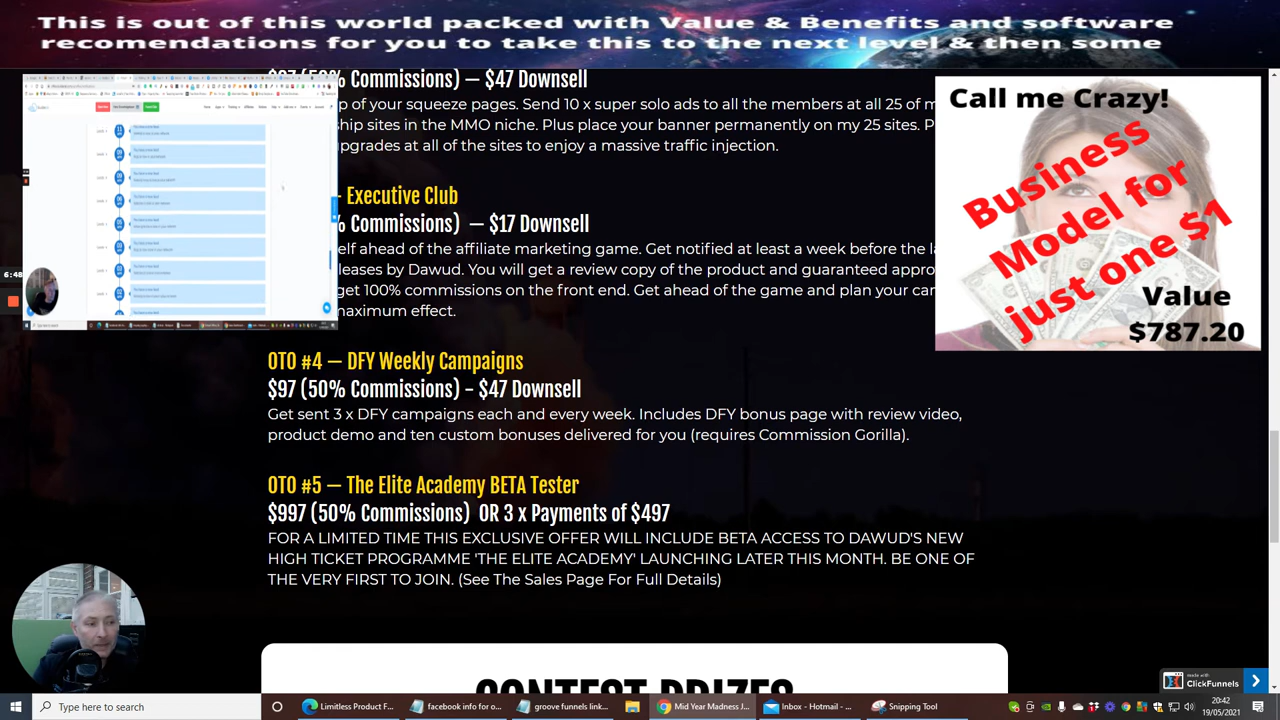 This is out of this world packed with Value & Benefits and software
recomendations for you to take this to the next level & then some
$97 (50% Commissions) — $47 Downsell
p of your squeeze pages. Send 10 x super solo ads to all the members at all 25 of m
hip sites in the MMO niche. Plus place your banner permanently on my 25 sites. P
upgrades at all of the sites to enjoy a massive traffic injection.
— Executive Club
% Commissions) — $17 Downsell
elf ahead of the affiliate marketing game. Get notified at least a week before the la
leases by Dawud. You will get a review copy of the product and guaranteed appro
get 100% commissions on the front end. Get ahead of the game and plan your cam
maximum effect.
OTO #4 — DFY Weekly Campaigns
$97 (50% Commissions) - $47 Downsell
Get sent 3 x DFY campaigns each and every week. Includes DFY bonus page with review video,
product demo and ten custom bonuses delivered for you (requires Commission Gorilla).
OTO #5 — The Elite Academy BETA Tester
$997 (50% Commissions) OR 3 x Payments of $497
FOR A LIMITED TIME THIS EXCLUSIVE OFFER WILL INCLUDE BETA ACCESS TO DAWUD'S NEW
HIGH TICKET PROGRAMME 'THE ELITE ACADEMY' LAUNCHING LATER THIS MONTH. BE ONE OF
THE VERY FIRST TO JOIN. (See The Sales Page For Full Details)
CONTEST PRIZES
Call me Crazy!
Business
Model for
just one $1
Value
$787.20
6:48
made with
ClickFunnels
Type here to search
Limitless Product F...
facebook info for o...
groove funnels link...
Mid Year Madness J...
Inbox - Hotmail - ...
Snipping Tool
20:42
19/05/2021